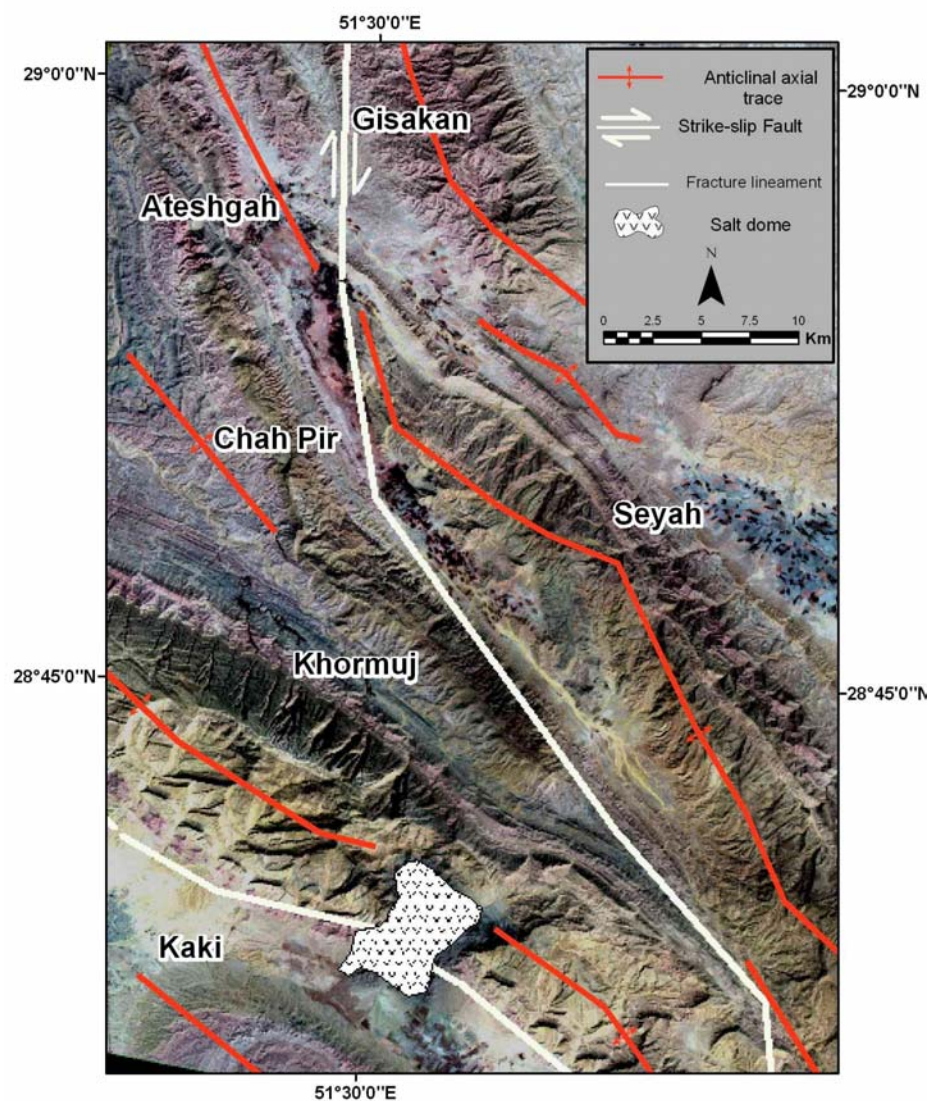 51°30'0"E
29°0'0"N
29°0'0"N
Anticlinal axial
trace
Strike-slip Fault
Fracture lineament
Salt dome
N
0 2.5 5 10
Km
Gisakan
Ateshgah
Chah Pir
Seyah
Khormuj
28°45'0"N
28°45'0"N
Kaki
51°30'0"E